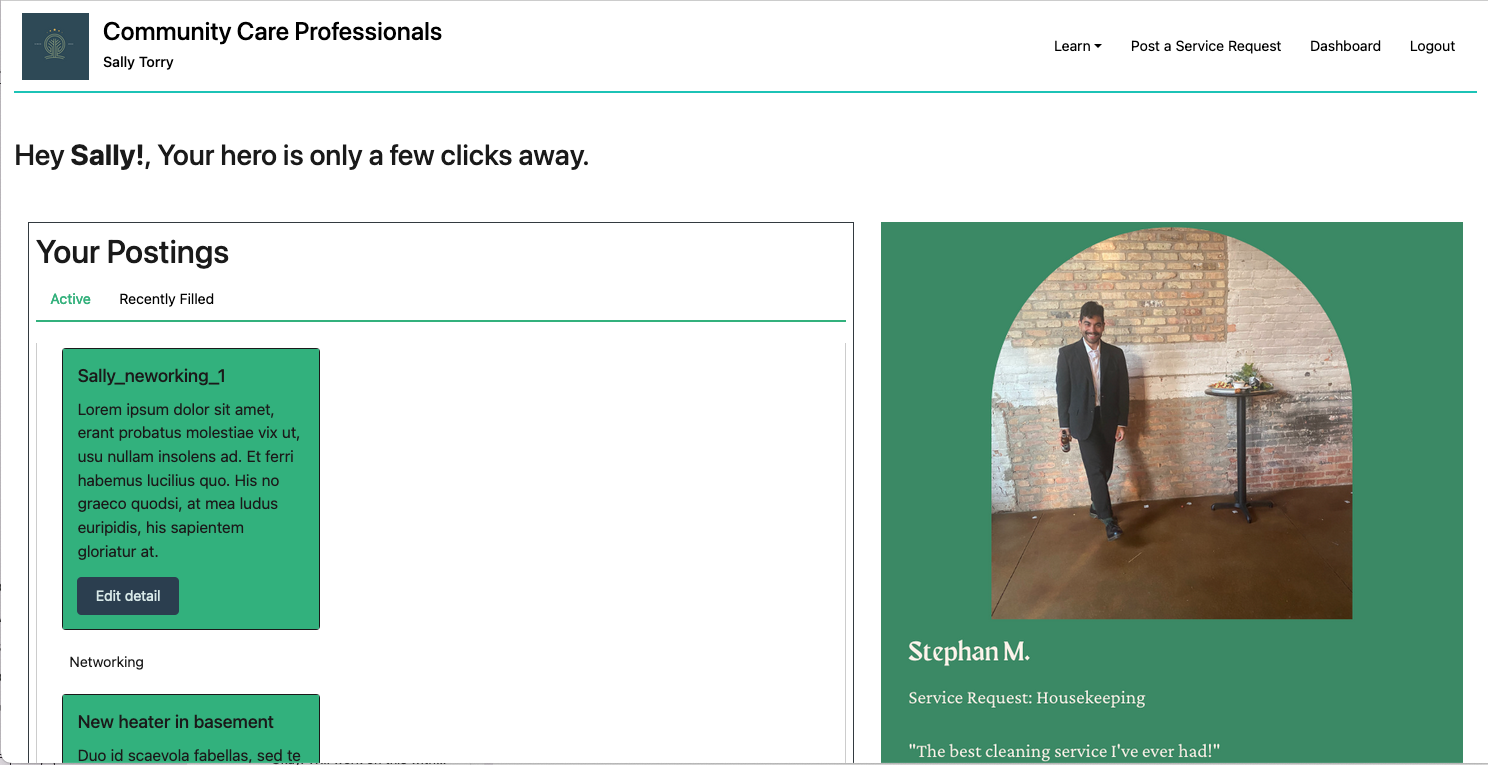 Community Care Professionals
Sally Torry
Learn
Post a Service Request
Dashboard
Logout
Hey Sally!, Your hero is only a few clicks away.
Your Postings
Active
Recently Filled
Sally_neworking_1
Lorem ipsum dolor sit amet,
erant probatus molestiae vix ut,
usu nullam insolens ad. Et ferri
habemus lucilius quo. His no
graeco quodsi, at mea ludus
euripidis, his sapientem
gloriatur at.
Edit detail
Networking
New heater in basement
Duo id scaevola fabellas, sed te
Stephan M.
Service Request: Housekeeping
"The best cleaning service I've ever had!"